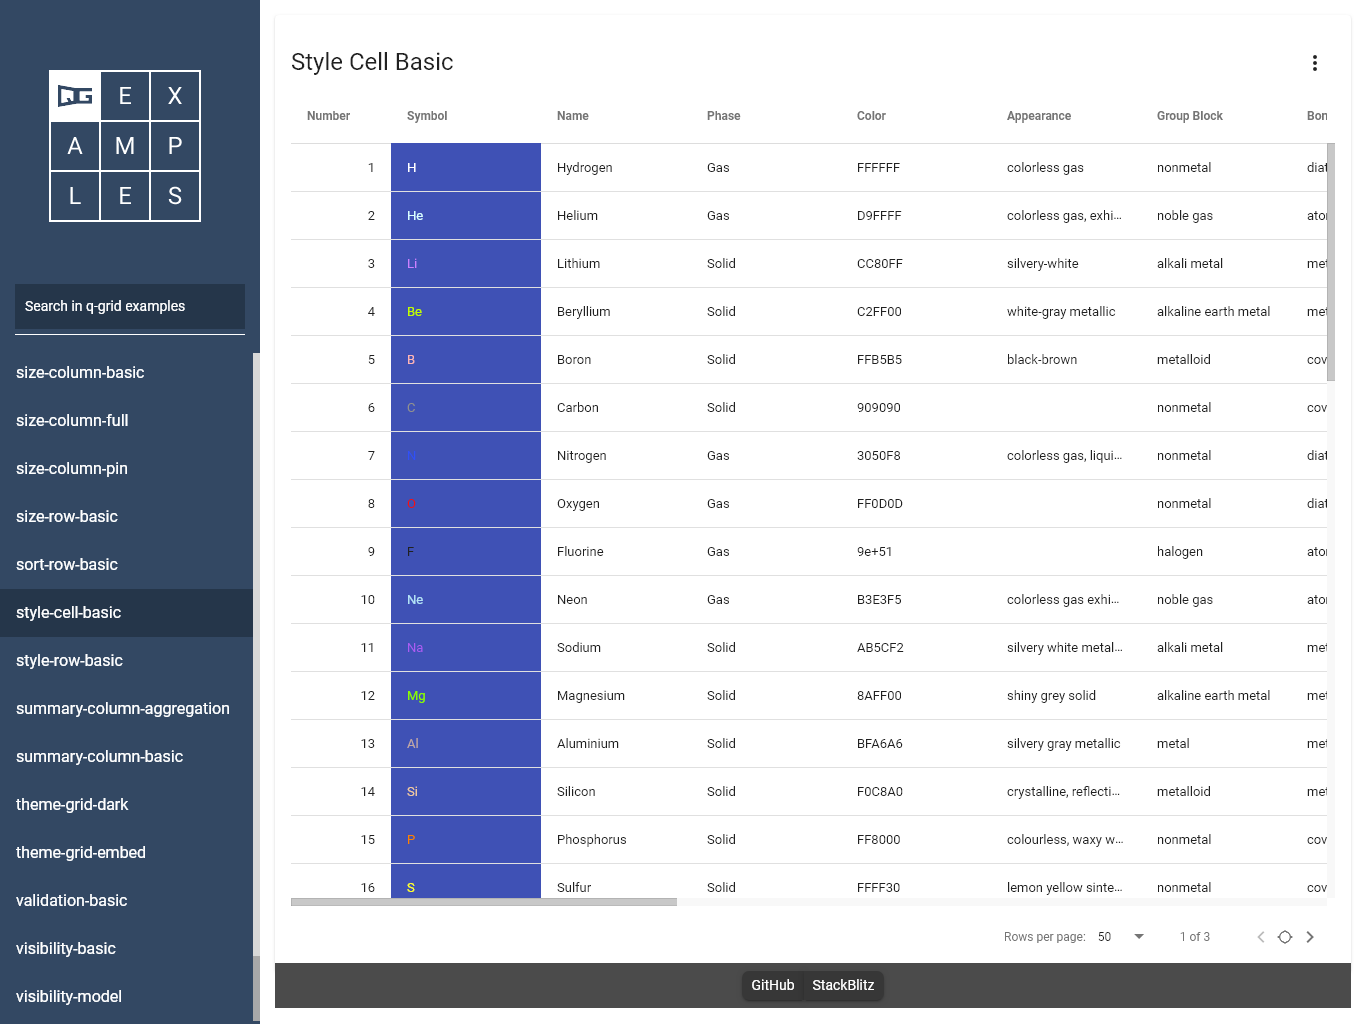 QG E X
A M P
L E S
Search in q-grid examples
size-column-basic
size-column-full
size-column-pin
size-row-basic
sort-row-basic
style-cell-basic
style-row-basic
summary-column-aggregation
summary-column-basic
theme-grid-dark
theme-grid-embed
validation-basic
visibility-basic
visibility-model
Style Cell Basic
Number Symbol Name Phase Color Appearance Group Block Bon
1 H Hydrogen Gas FFFFFF colorless gas nonmetal diat
2 He Helium Gas D9FFFF colorless gas, exhi... noble gas ato
3 Li Lithium Solid CC80FF silvery-white alkali metal met
4 Be Beryllium Solid C2FF00 white-gray metallic alkaline earth metal met
5 B Boron Solid FFB5B5 black-brown metalloid cov
6 C Carbon Solid 909090 nonmetal cov
7 N Nitrogen Gas 3050F8 colorless gas, liqui... nonmetal diat
8 O Oxygen Gas FF0D0D nonmetal diat
9 F Fluorine Gas 9e+51 halogen ato
10 Ne Neon Gas B3E3F5 colorless gas exhi... noble gas ato
11 Na Sodium Solid AB5CF2 silvery white metal... alkali metal met
12 Mg Magnesium Solid 8AFF00 shiny grey solid alkaline earth metal met
13 Al Aluminium Solid BFA6A6 silvery gray metallic metal met
14 Si Silicon Solid F0C8A0 crystalline, reflecti... metalloid met
15 P Phosphorus Solid FF8000 colourless, waxy w... nonmetal cov
16 S Sulfur Solid FFFF30 lemon yellow sinte... nonmetal cov
Rows per page: 50 1 of 3
GitHub StackBlitz